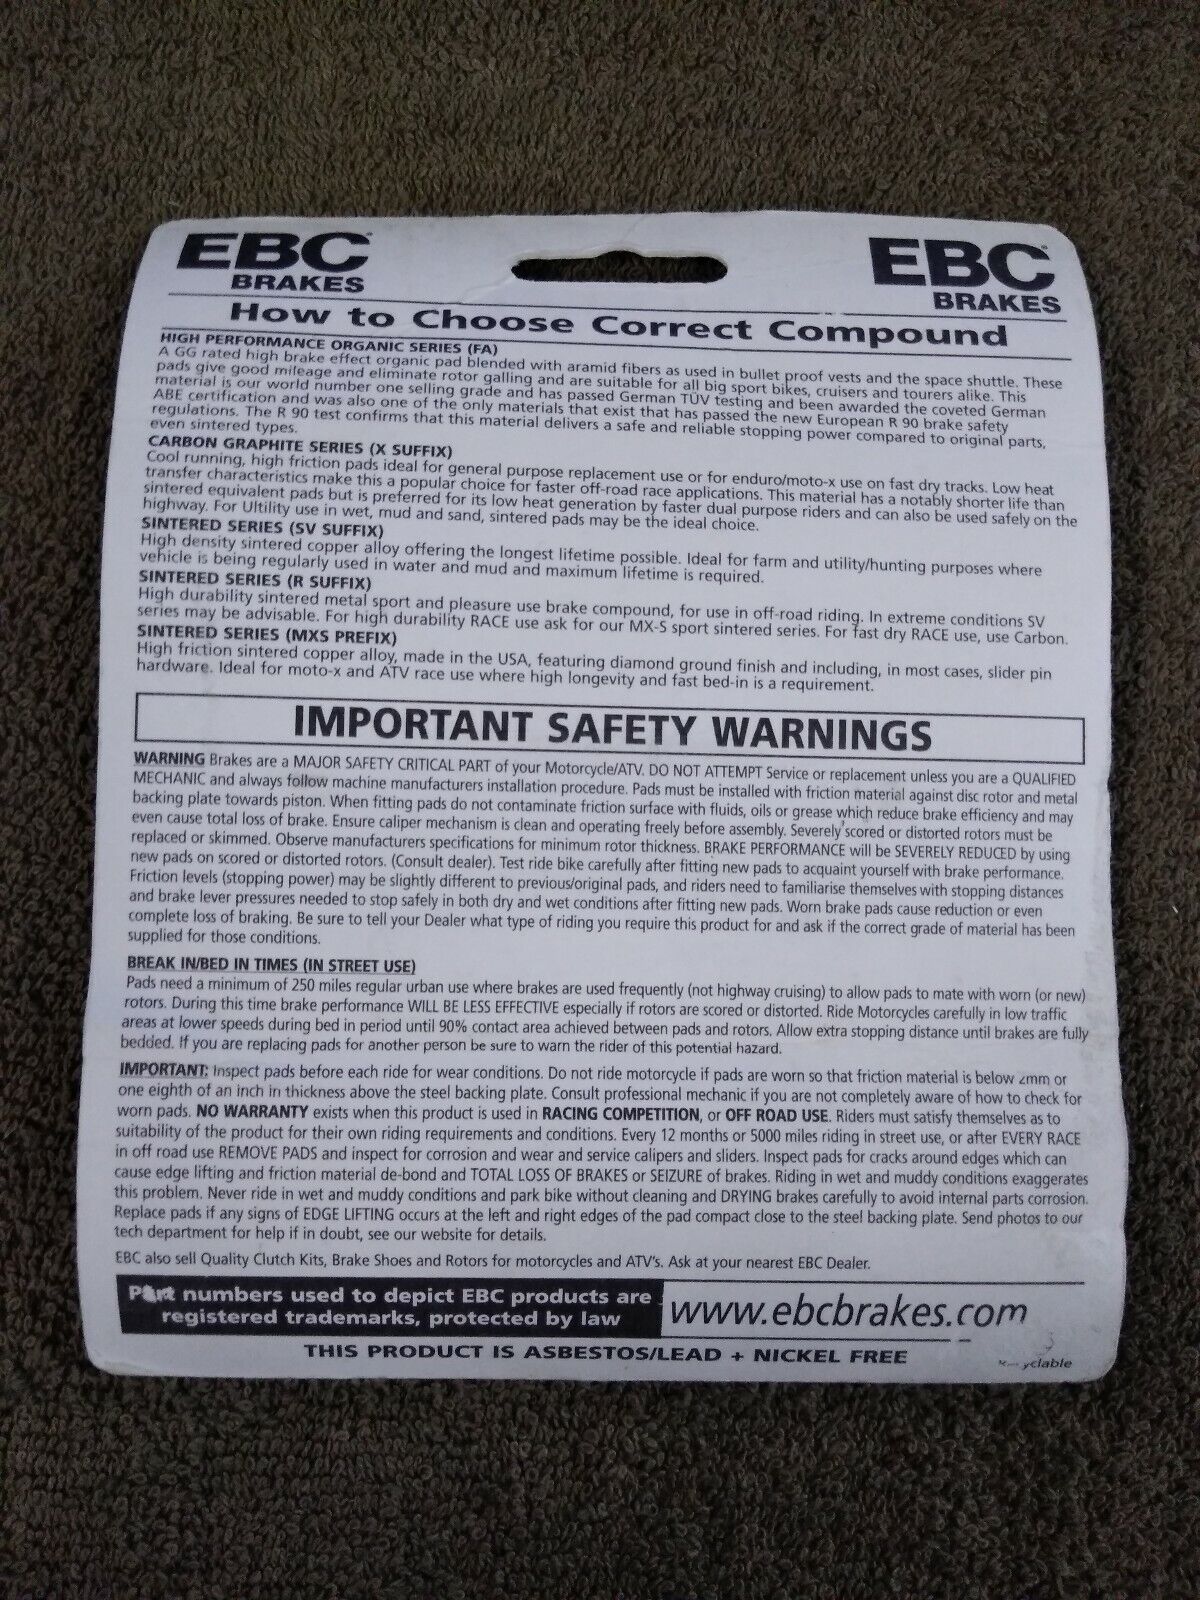 EBC EBC
BRAKES BRAKES
How to Choose Correct Compound
HIGH PERFORMANCE ORGANIC SERIES (FA)
A GG rated high brake effect organic pad blended with aramid fibers as used in bullet proof vests and the space shuttle. These
pads give good mileage and eliminate rotor galling and are suitable for all big sport bikes, cruisers and tourers alike. This
material is our world number one selling grade and has passed German TÜV testing and been awarded the coveted German
ABE certification and was also one of the only materials that exist that has passed the new European R 90 brake safety
regulations. The R 90 test confirms that this material delivers a safe and reliable stopping power compared to original parts,
even sintered types.
CARBON GRAPHITE SERIES (X SUFFIX)
Cool running, high friction pads ideal for general purpose replacement use or for enduro/moto-x use on fast dry tracks. Low heat
transfer characteristics make this a popular choice for faster off-road race applications. This material has a notably shorter life than
sintered equivalent pads but is preferred for its low heat generation by faster dual purpose riders and can also be used safely on the
highway. For Ultility use in wet, mud and sand, sintered pads may be the ideal choice.
SINTERED SERIES (SV SUFFIX)
High density sintered copper alloy offering the longest lifetime possible. Ideal for farm and utility/hunting purposes where
vehicle is being regularly used in water and mud and maximum lifetime is required.
SINTERED SERIES (R SUFFIX)
High durability sintered metal sport and pleasure use brake compound, for use in off-road riding. In extreme conditions SV
series may be advisable. For high durability RACE use ask for our MX-S sport sintered series. For fast dry RACE use, use Carbon.
SINTERED SERIES (MXS PREFIX)
High friction sintered copper alloy, made in the USA, featuring diamond ground finish and including, in most cases, slider pin
hardware. Ideal for moto-x and ATV race use where high longevity and fast bed-in is a requirement.
IMPORTANT SAFETY WARNINGS
WARNING Brakes are a MAJOR SAFETY CRITICAL PART of your Motorcycle/ATV. DO NOT ATTEMPT Service or replacement unless you are a QUALIFIED
MECHANIC and always follow machine manufacturers installation procedure. Pads must be installed with friction material against disc rotor and metal
backing plate towards piston. When fitting pads do not contaminate friction surface with fluids, oils or grease which reduce brake efficiency and may
even cause total loss of brake. Ensure caliper mechanism is clean and operating freely before assembly. Severely scored or distorted rotors must be
replaced or skimmed. Observe manufacturers specifications for minimum rotor thickness. BRAKE PERFORMANCE will be SEVERELY REDUCED by using
new pads on scored or distorted rotors. (Consult dealer). Test ride bike carefully after fitting new pads to acquaint yourself with brake performance.
Friction levels (stopping power) may be slightly different to previous/original pads, and riders need to familiarise themselves with stopping distances
and brake lever pressures needed to stop safely in both dry and wet conditions after fitting new pads. Worn brake pads cause reduction or even
complete loss of braking. Be sure to tell your Dealer what type of riding you require this product for and ask if the correct grade of material has been
supplied for those conditions.
BREAK IN/BED IN TIMES (IN STREET USE)
Pads need a minimum of 250 miles regular urban use where brakes are used frequently (not highway cruising) to allow pads to mate with worn (or new)
rotors. During this time brake performance WILL BE LESS EFFECTIVE especially if rotors are scored or distorted. Ride Motorcycles carefully in low traffic
areas at lower speeds during bed in period until 90% contact area achieved between pads and rotors. Allow extra stopping distance until brakes are fully
bedded. If you are replacing pads for another person be sure to warn the rider of this potential hazard.
IMPORTANT: Inspect pads before each ride for wear conditions. Do not ride motorcycle if pads are worn so that friction material is below 2mm or
one eighth of an inch in thickness above the steel backing plate. Consult professional mechanic if you are not completely aware of how to check for
worn pads. NO WARRANTY exists when this product is used in RACING COMPETITION, or OFF ROAD USE. Riders must satisfy themselves as to
suitability of the product for their own riding requirements and conditions. Every 12 months or 5000 miles riding in street use, or after EVERY RACE
in off road use REMOVE PADS and inspect for corrosion and wear and service calipers and sliders. Inspect pads for cracks around edges which can
cause edge lifting and friction material de-bond and TOTAL LOSS OF BRAKES or SEIZURE of brakes. Riding in wet and muddy conditions exaggerates
this problem. Never ride in wet and muddy conditions and park bike without cleaning and DRYING brakes carefully to avoid internal parts corrosion.
Replace pads if any signs of EDGE LIFTING occurs at the left and right edges of the pad compact close to the steel backing plate. Send photos to our
tech department for help if in doubt, see our website for details.
EBC also sell Quality Clutch Kits, Brake Shoes and Rotors for motorcycles and ATV's. Ask at your nearest EBC Dealer.
Part numbers used to depict EBC products are
registered trademarks, protected by law
www.ebcbrakes.com
THIS PRODUCT IS ASBESTOS/LEAD + NICKEL FREE